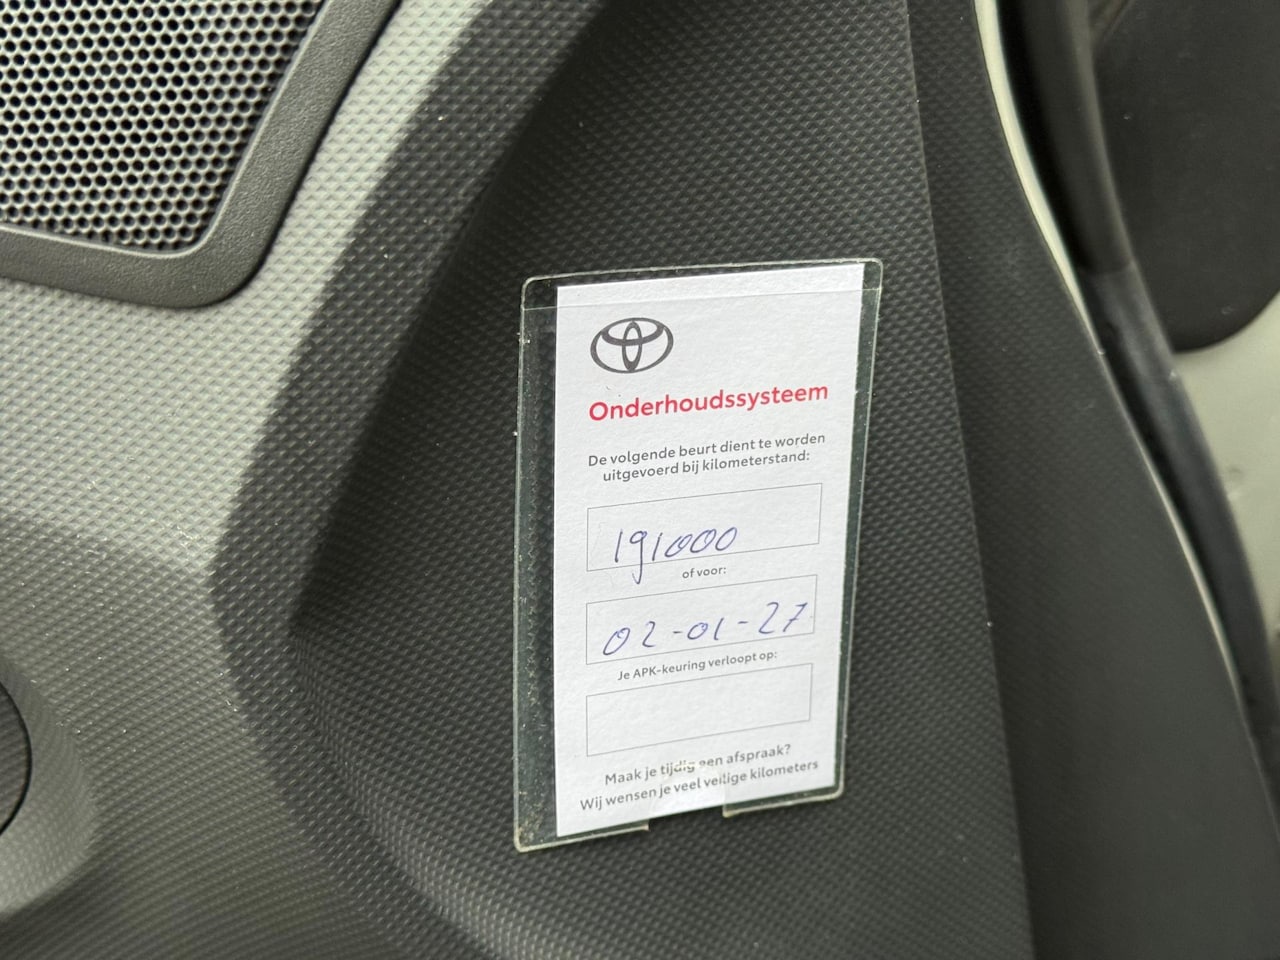 Onderhoudssysteem
De volgende beurt dient te worden
uitgevoerd bij kilometerstand:
191000
of voor:
02-01-27
Je APK-keuring verloopt op:
Maak je tijdig een afspraak?
Wij wensen je veel veilige kilometers